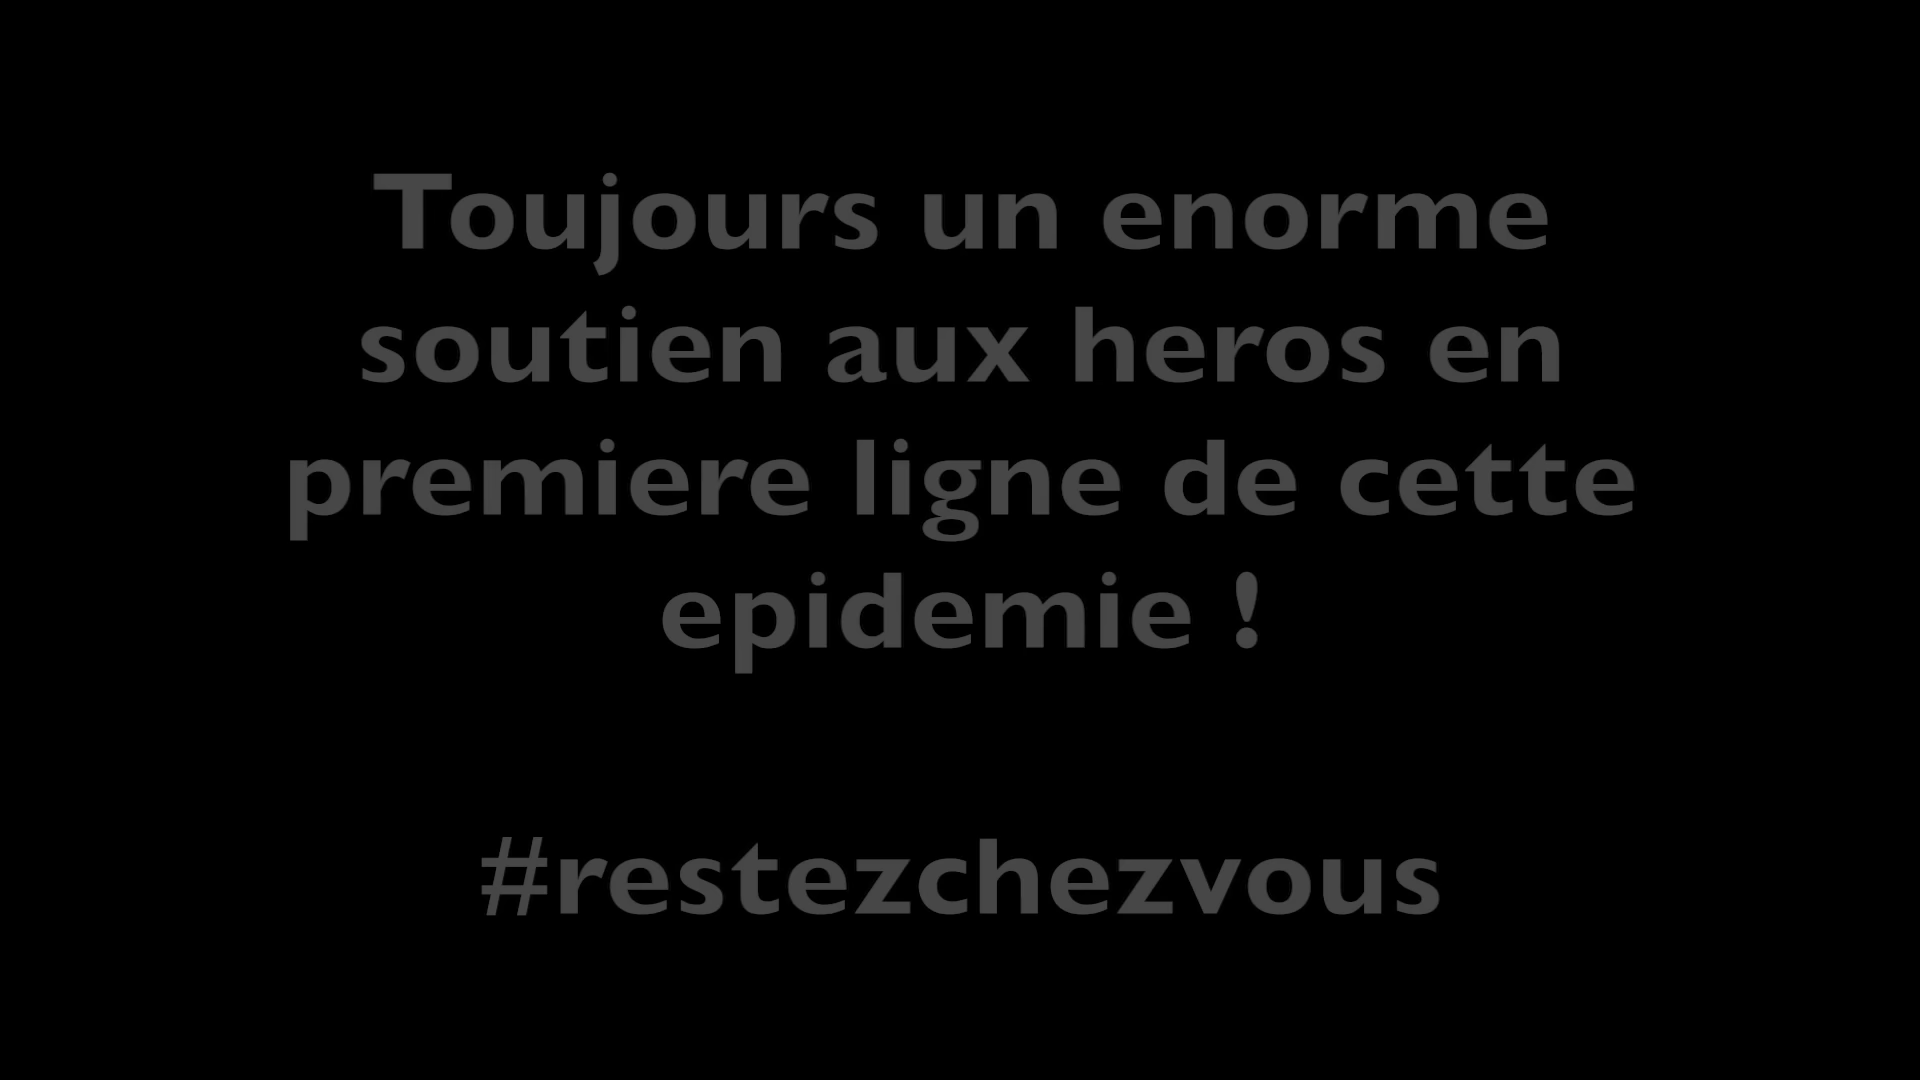 Toujours un enorme
soutien aux heros en
premiere ligne de cette
epidemie !
#restezchezvous